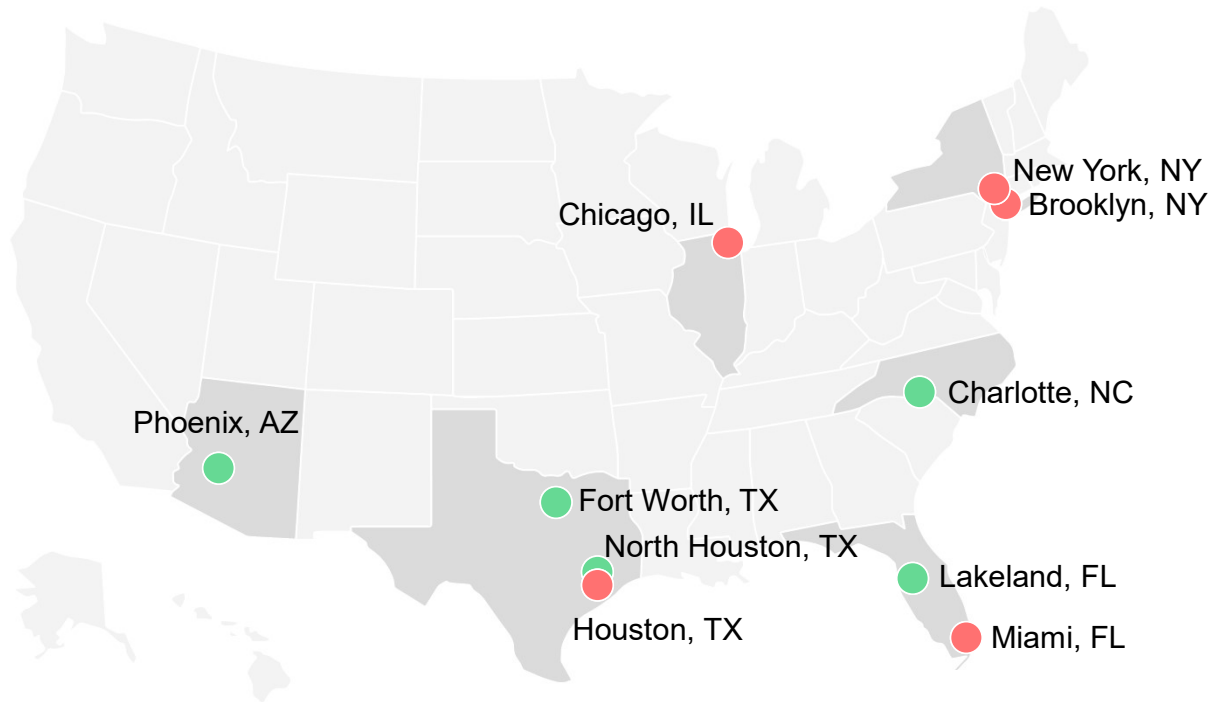 New York, NY
Brooklyn, NY
Chicago, IL
Charlotte, NC
Phoenix, AZ
Fort Worth, TX
North Houston, TX
Lakeland, FL
Houston, TX
Miami, FL